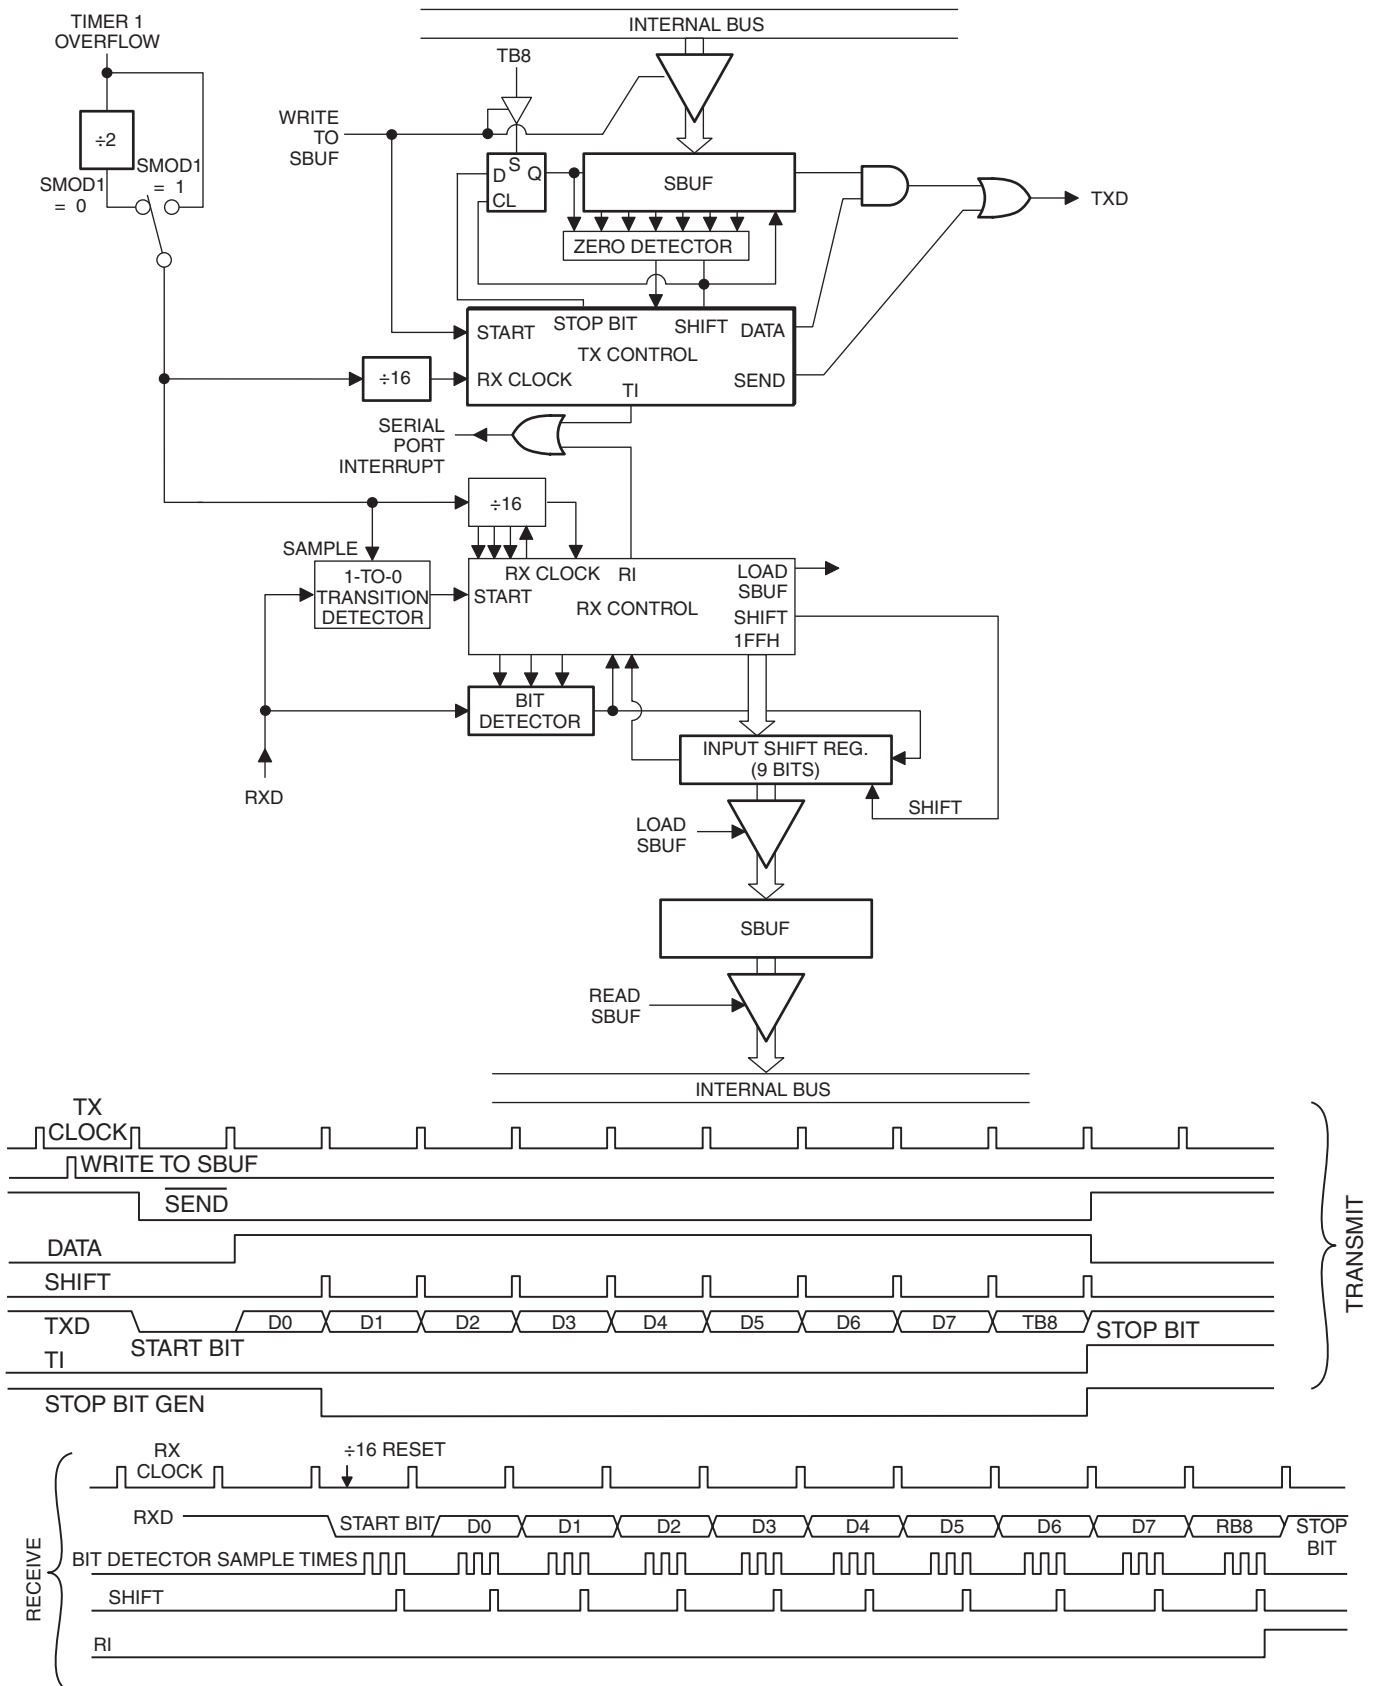 TIMER 1
OVERFLOW
INTERNAL BUS
TB8
WRITE
TO
SBUF
÷2
SMOD1
= 1
SMOD1
= 0
D S Q
CL
SBUF
TXD
ZERO DETECTOR
STOP BIT SHIFT DATA
START
TX CONTROL
÷16
RX CLOCK
SEND
TI
SERIAL
PORT
INTERRUPT
÷16
SAMPLE
1-TO-0
TRANSITION
DETECTOR
RX CLOCK RI
START
RX CONTROL
LOAD
SBUF
SHIFT
1FFH
BIT
DETECTOR
INPUT SHIFT REG.
(9 BITS)
RXD
SHIFT
LOAD
SBUF
SBUF
READ
SBUF
INTERNAL BUS
TX
CLOCK
WRITE TO SBUF
SEND
DATA
SHIFT
TXD
START BIT
D0 D1 D2 D3 D4 D5 D6 D7 TB8
STOP BIT
TI
STOP BIT GEN
TRANSMIT
RX
CLOCK
÷16 RESET
RXD
START BIT D0 D1 D2 D3 D4 D5 D6 D7 RB8 STOP
BIT
BIT DETECTOR SAMPLE TIMES
SHIFT
RI
RECEIVE